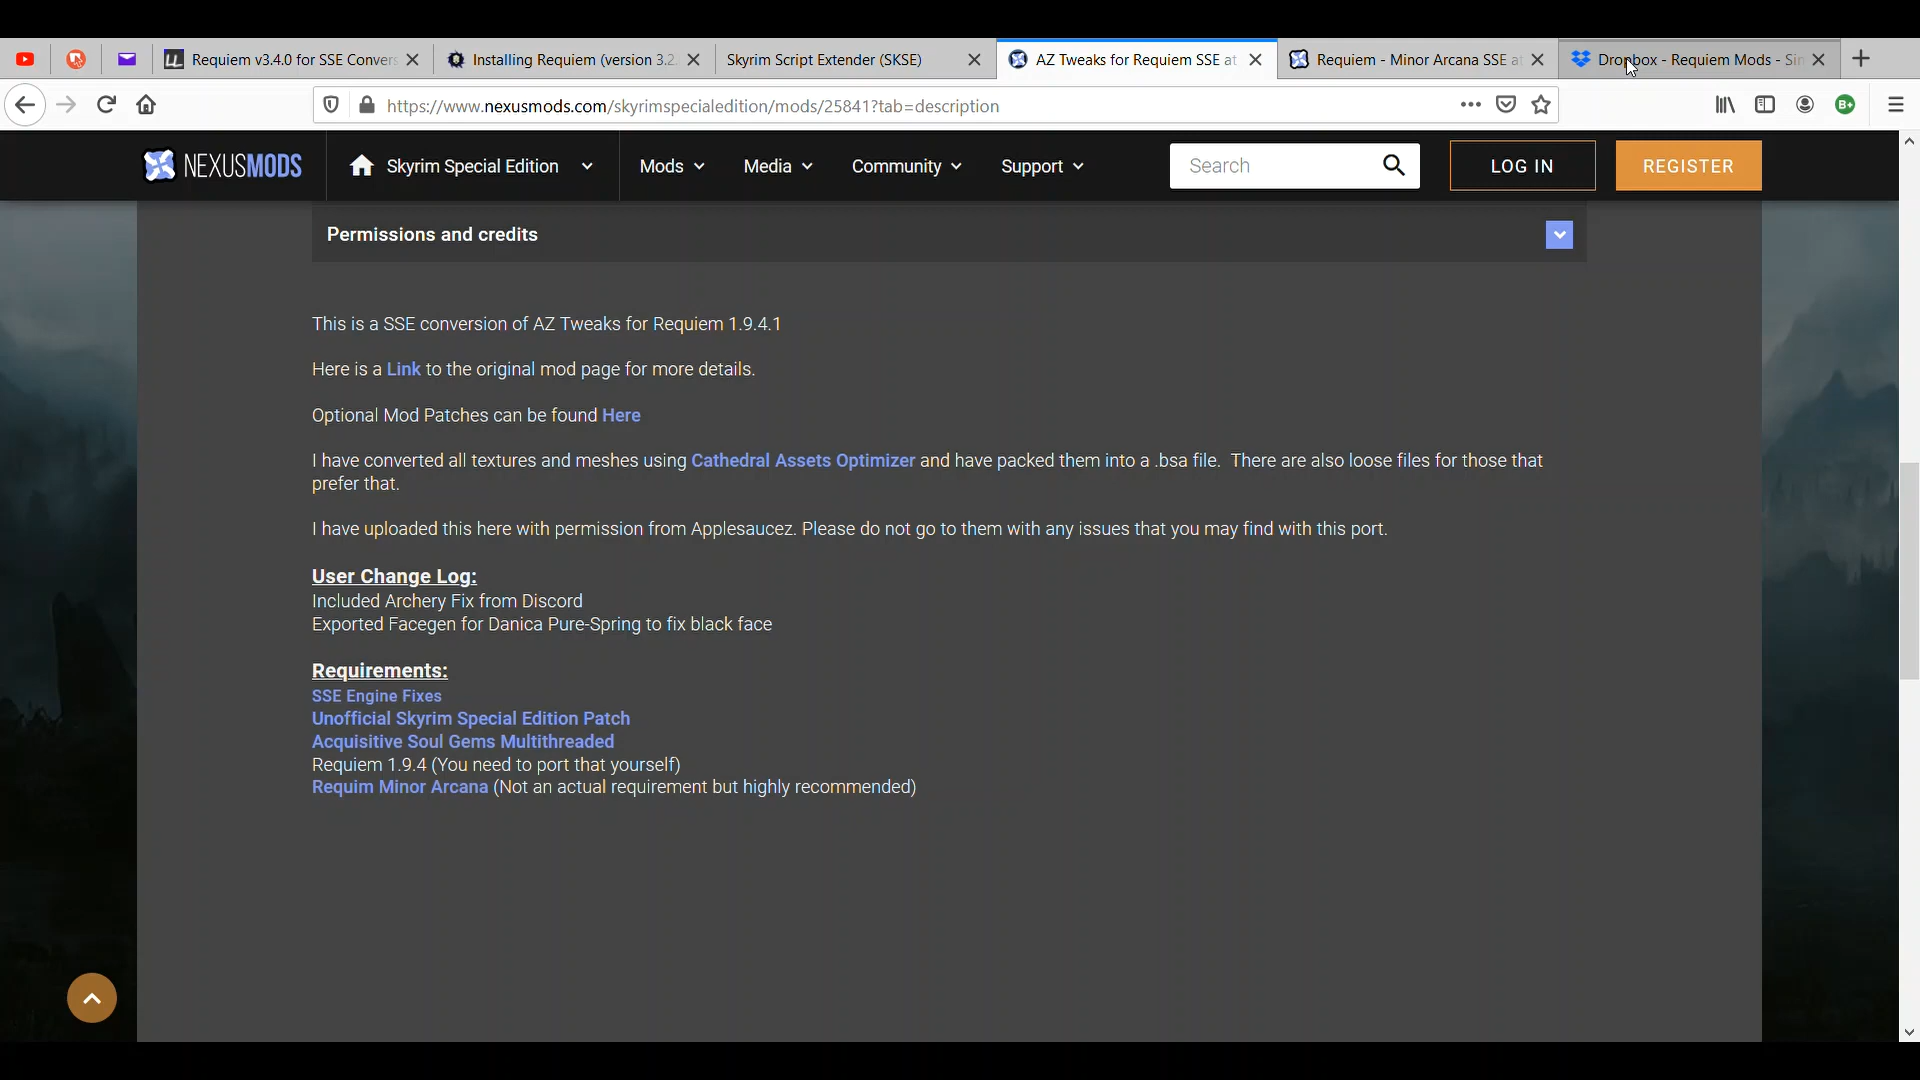 Requiem v3.4.0 for SSE Convers
Installing Requiem (version 3.2.
Skyrim Script Extender (SKSE)
AZ Tweaks for Requiem SSE at
Requiem - Minor Arcana SSE at
Dropbox - Requiem Mods - Sim
https://www.nexusmods.com/skyrimspecialedition/mods/25841?tab=description
B+
NEXUSMODS
Skyrim Special Edition
Mods
Media
Community
Support
Search
LOG IN
REGISTER
Permissions and credits
This is a SSE conversion of AZ Tweaks for Requiem 1.9.4.1
Here is a Link to the original mod page for more details.
Optional Mod Patches can be found Here
I have converted all textures and meshes using Cathedral Assets Optimizer and have packed them into a .bsa file. There are also loose files for those that
prefer that.
I have uploaded this here with permission from Applesaucez. Please do not go to them with any issues that you may find with this port.
User Change Log:
Included Archery Fix from Discord
Exported Facegen for Danica Pure-Spring to fix black face
Requirements:
SSE Engine Fixes
Unofficial Skyrim Special Edition Patch
Acquisitive Soul Gems Multithreaded
Requiem 1.9.4 (You need to port that yourself)
Requim Minor Arcana (Not an actual requirement but highly recommended)